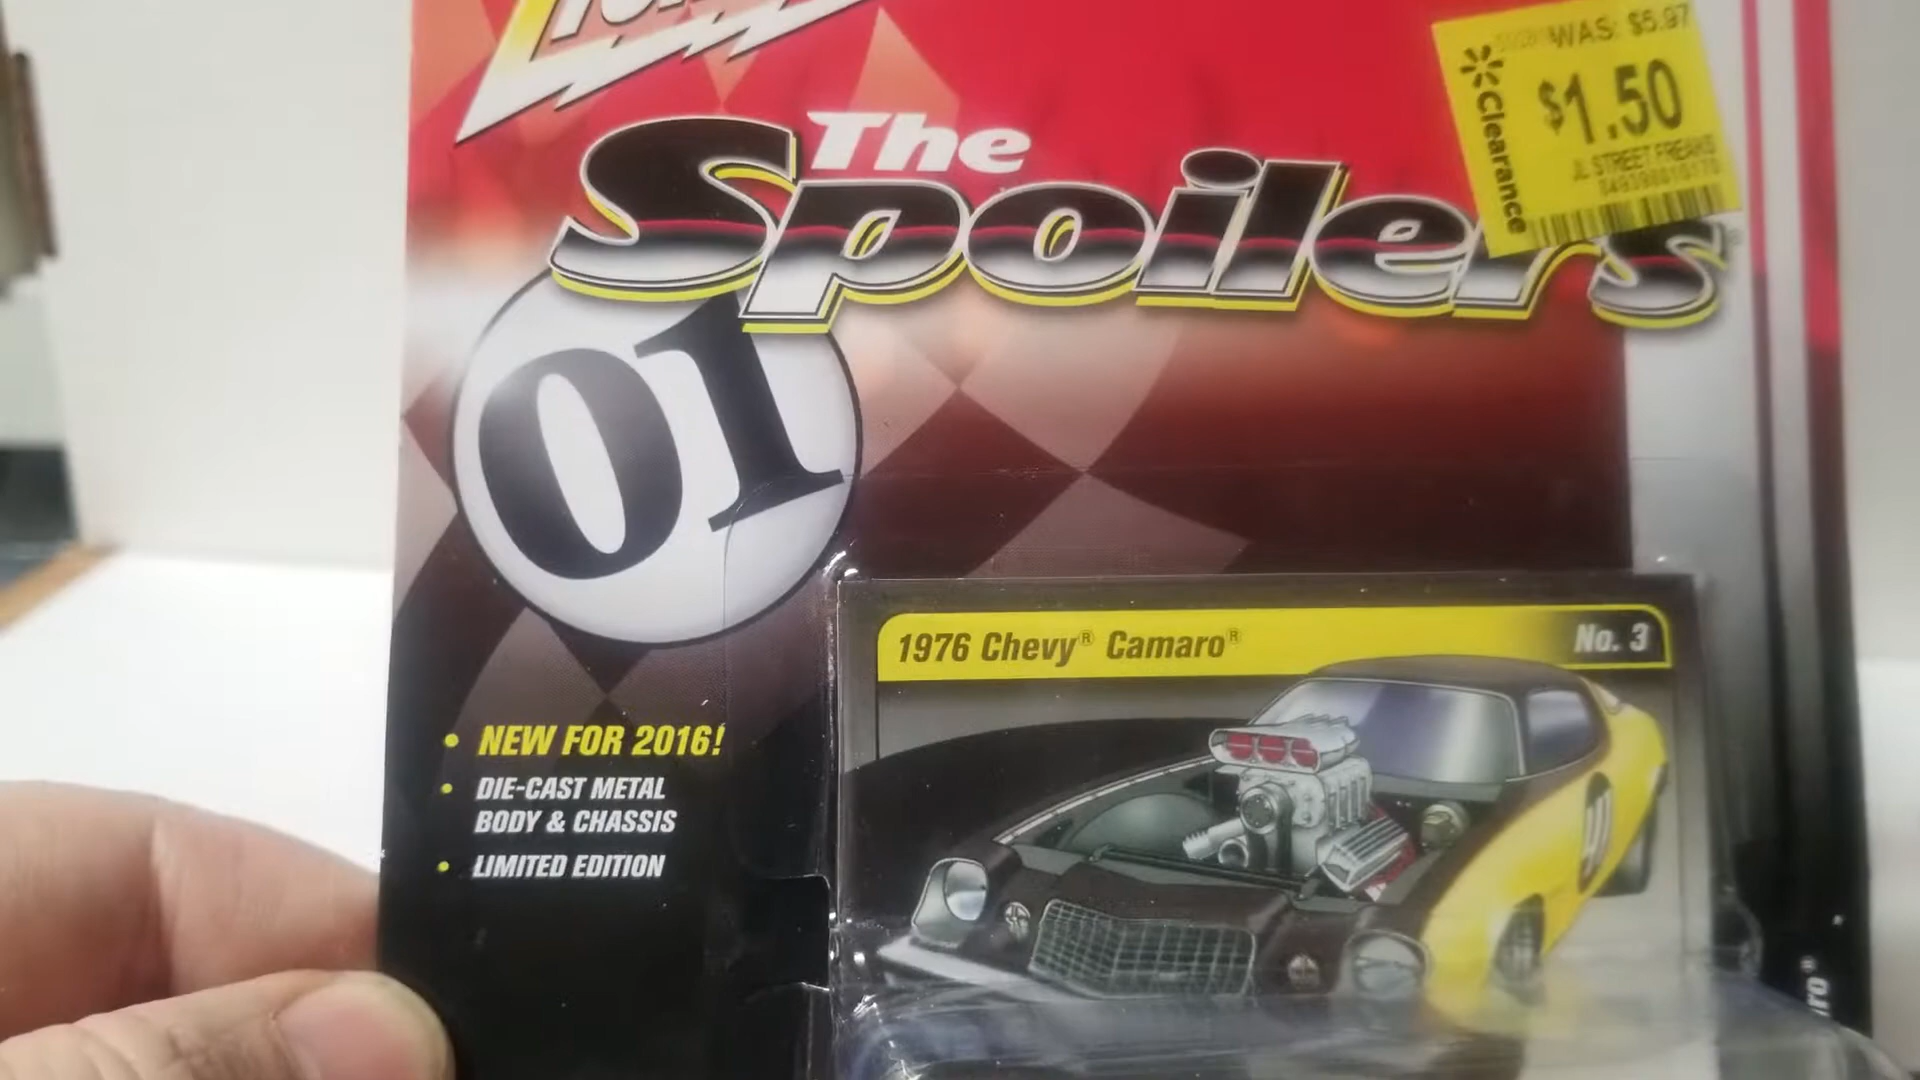 The
Spoilers
WAS: $5.97
$1.50
Clearance
JL STREET FREAKS
01
1976 Chevy® Camaro®
No. 3
• NEW FOR 2016!
• DIE-CAST METAL
BODY & CHASSIS
• LIMITED EDITION